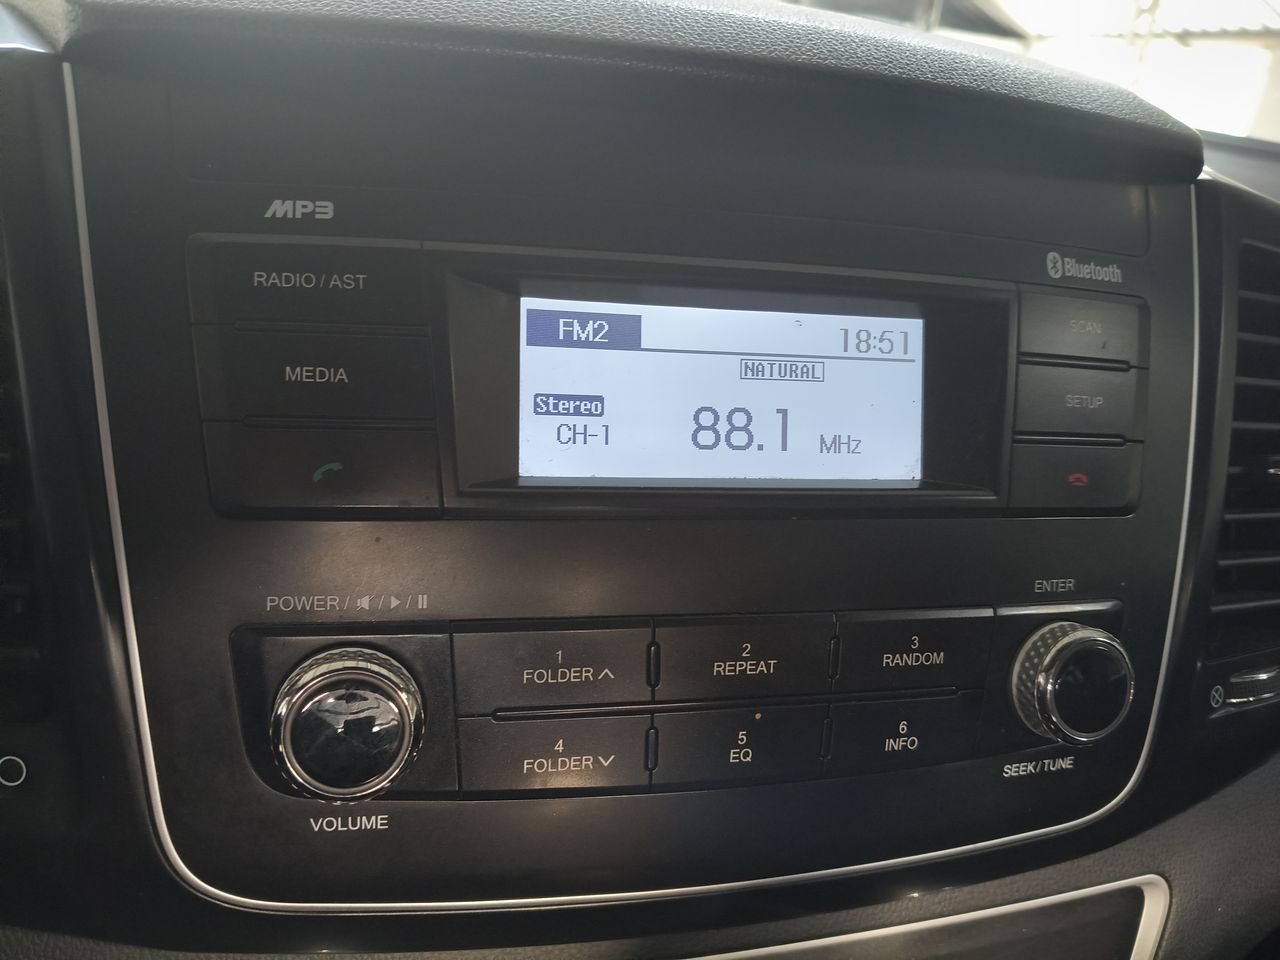 MP3
Bluetooth
RADIO / AST
MEDIA
FM2
18:51
NATURAL
Stereo
CH-1
88.1 MHz
SCAN
SETUP
POWER / / /
ENTER
1
FOLDER
2
REPEAT
3
RANDOM
4
FOLDER
5
EQ
6
INFO
VOLUME
SEEK / TUNE